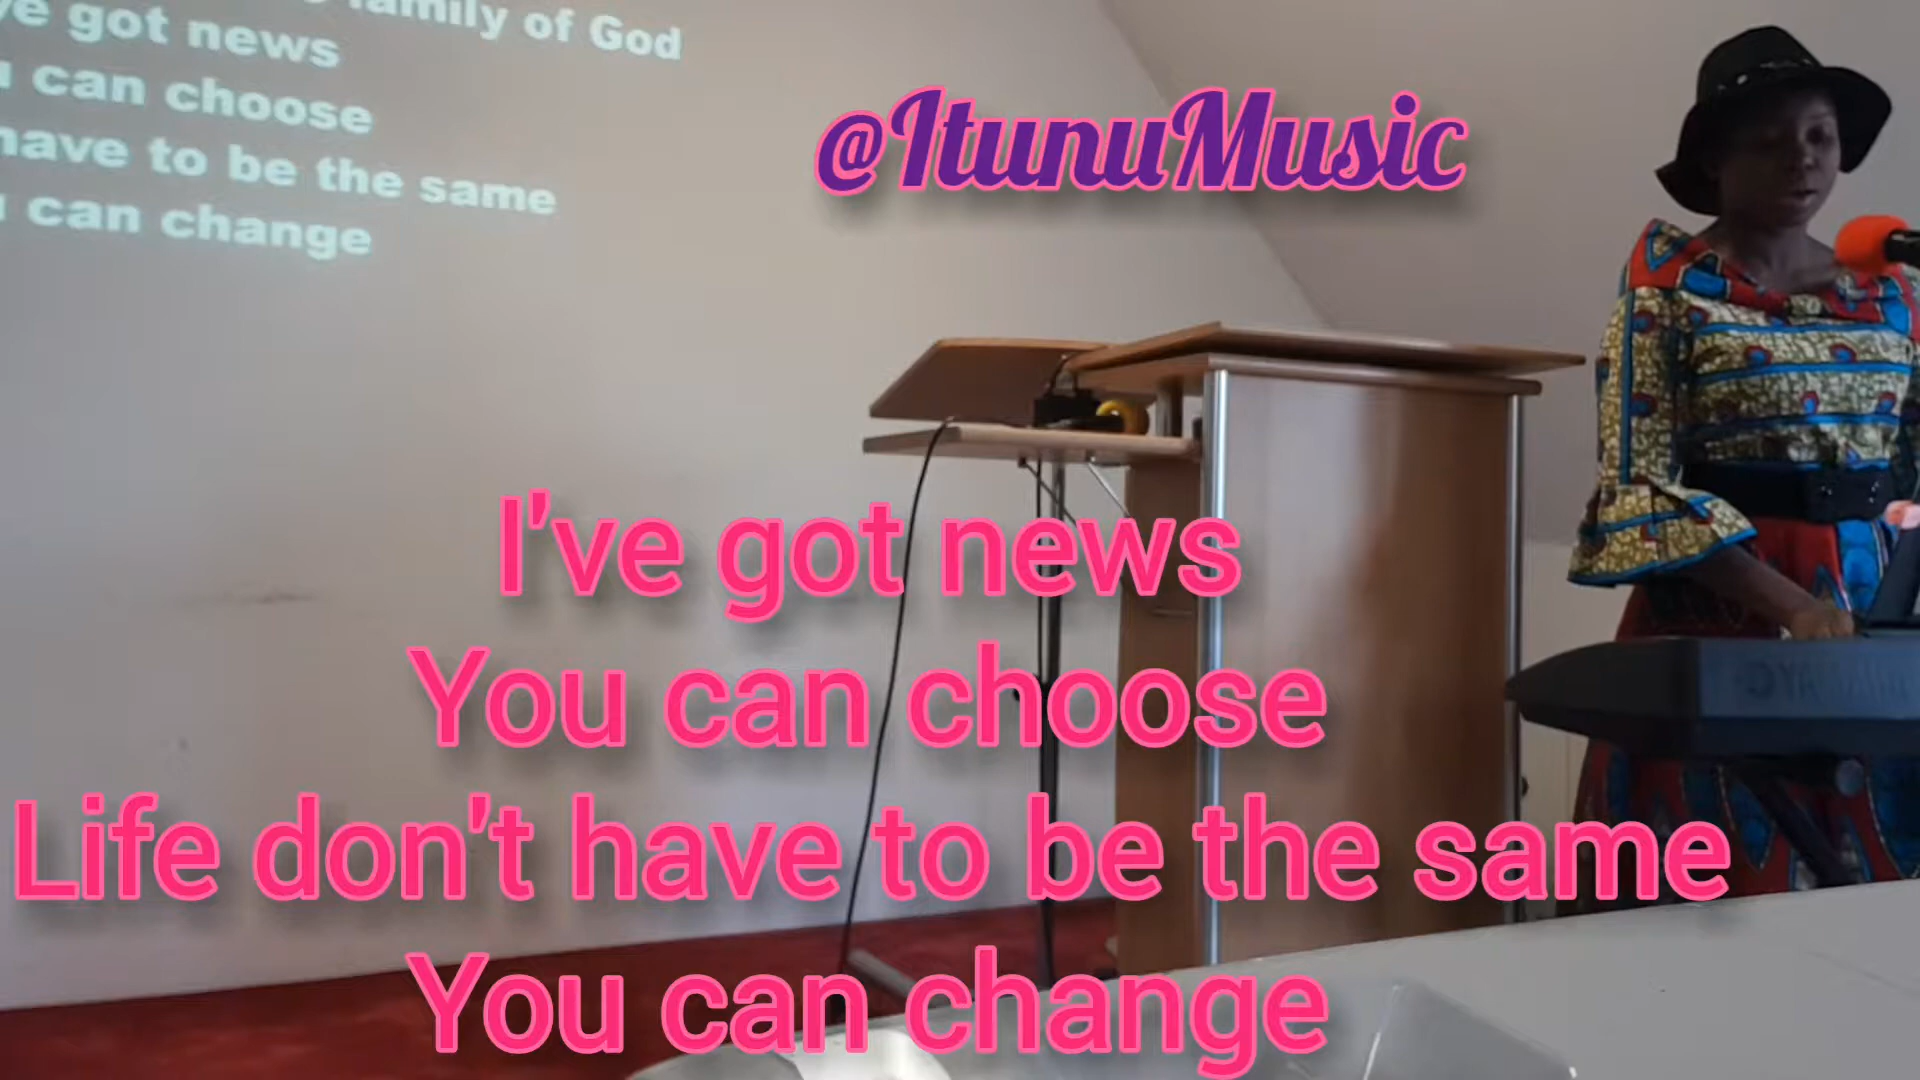 family of God
got news
can choose
have to be the same
can change
@ItunuMusic
I've got news
You can choose
Life don't have to be the same
You can change